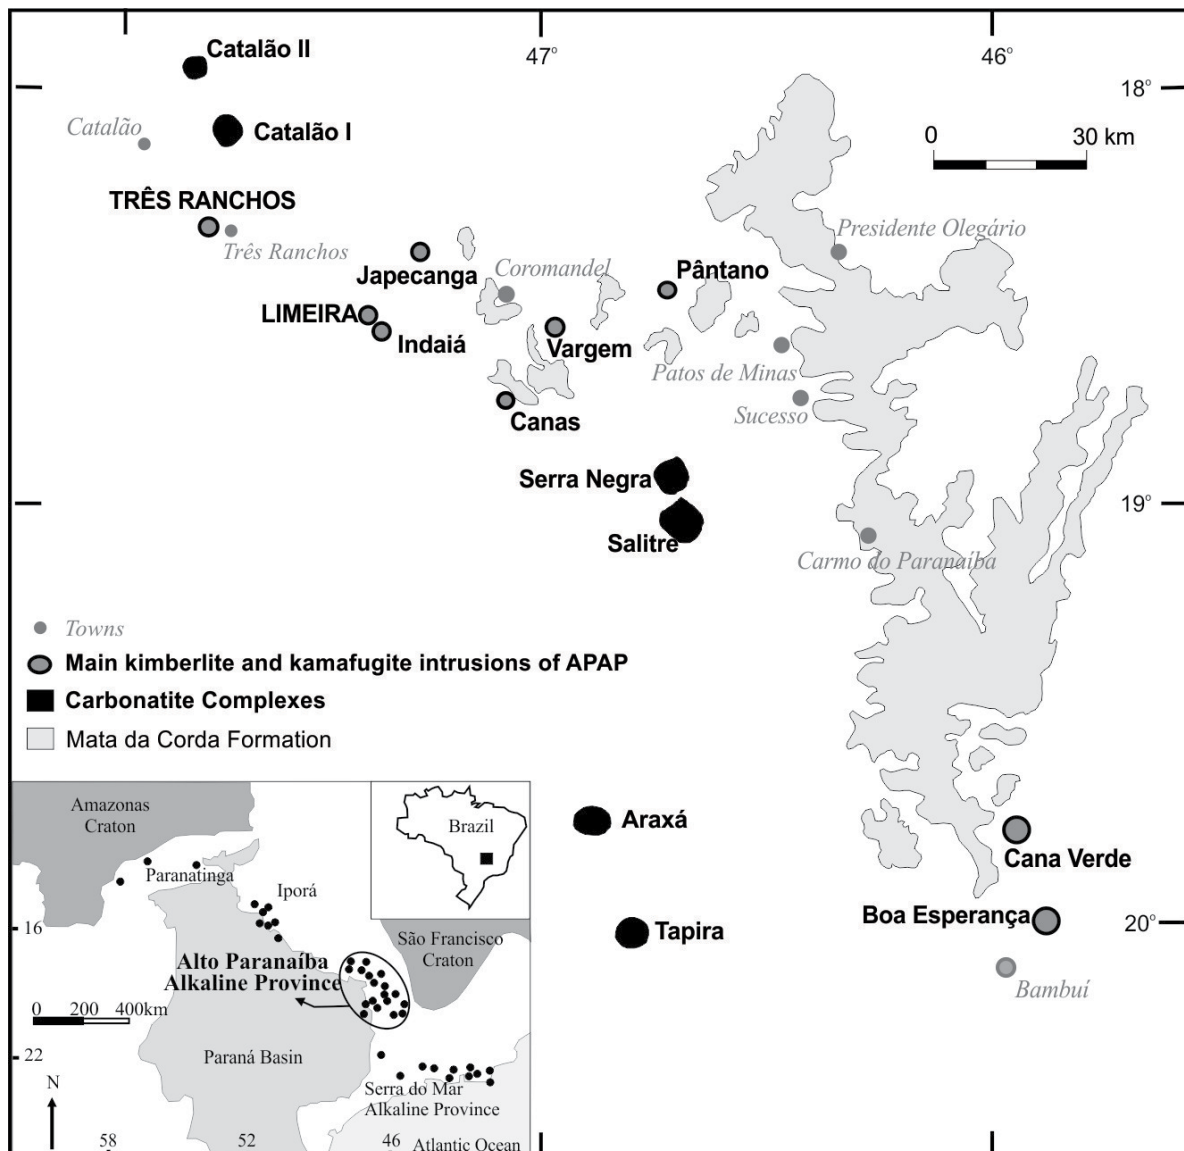 47°
46°
Catalão II
18°
Catalão
Catalão I
0 30 km
TRÊS RANCHOS
Três Ranchos
Presidente Olegário
Japecanga
Coromandel
Pântano
LIMEIRA
Indaiá
Vargem
Patos de Minas
Canas
Sucesso
Serra Negra
19°
Salitre
Carmo do Paranaíba
Towns
Main kimberlite and kamafugite intrusions of APAP
Carbonatite Complexes
Mata da Corda Formation
Araxá
Cana Verde
Boa Esperança
20°
Tapira
Bambuí
Amazonas
Craton
Brazil
Paranatinga
Iporá
16
São Francisco
Craton
Alto Paranaíba
Alkaline Province
0 200 400km
22
Paraná Basin
N
Serra do Mar
Alkaline Province
58
52
46
Atlantic Ocean